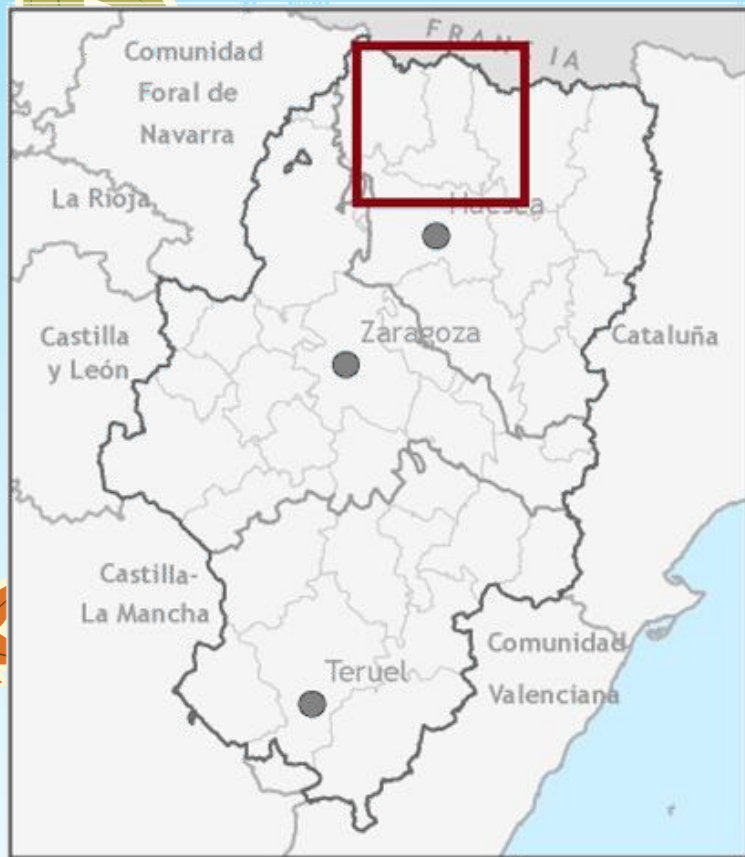 FRANCIA
Comunidad
Foral de
Navarra
La Rioja
Huesca
Castilla
y León
Zaragoza
Cataluña
Castilla-
La Mancha
Teruel
Comunidad
Valenciana